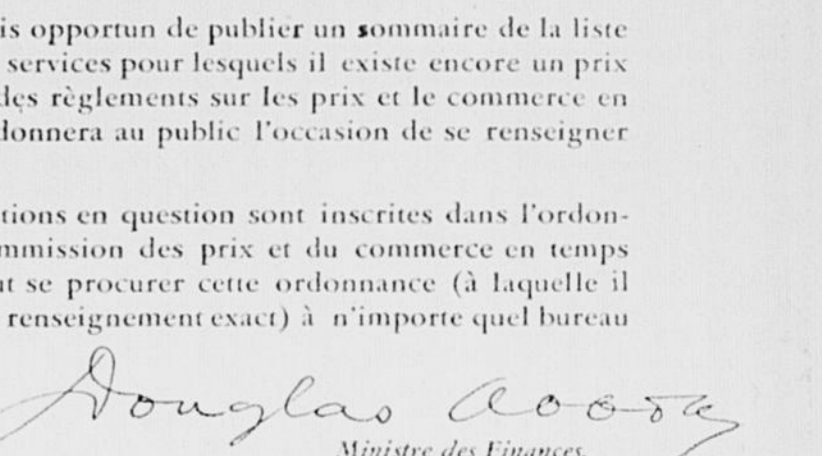 is opportun de publier un sommaire de la liste
services pour lesquels il existe encore un prix
des règlements sur les prix et le commerce en
donnera au public l'occasion de se renseigner
tions en question sont inscrites dans l'ordon-
mmission des prix et du commerce en temps
t se procurer cette ordonnance (à laquelle il
renseignement exact) à n'importe quel bureau
Douglas
Ministre des Finances.